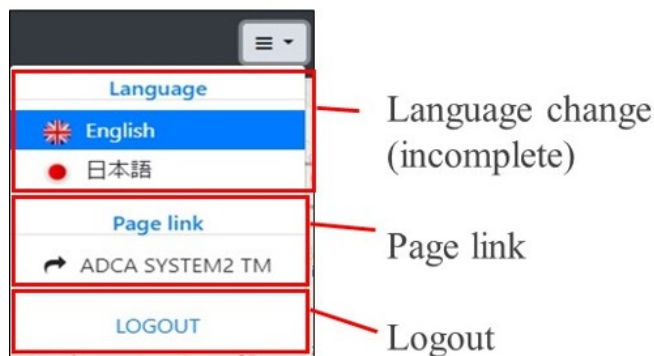 Language
English
日本語
Page link
ADCA SYSTEM2 TM
LOGOUT
Language change
(incomplete)
Page link
Logout